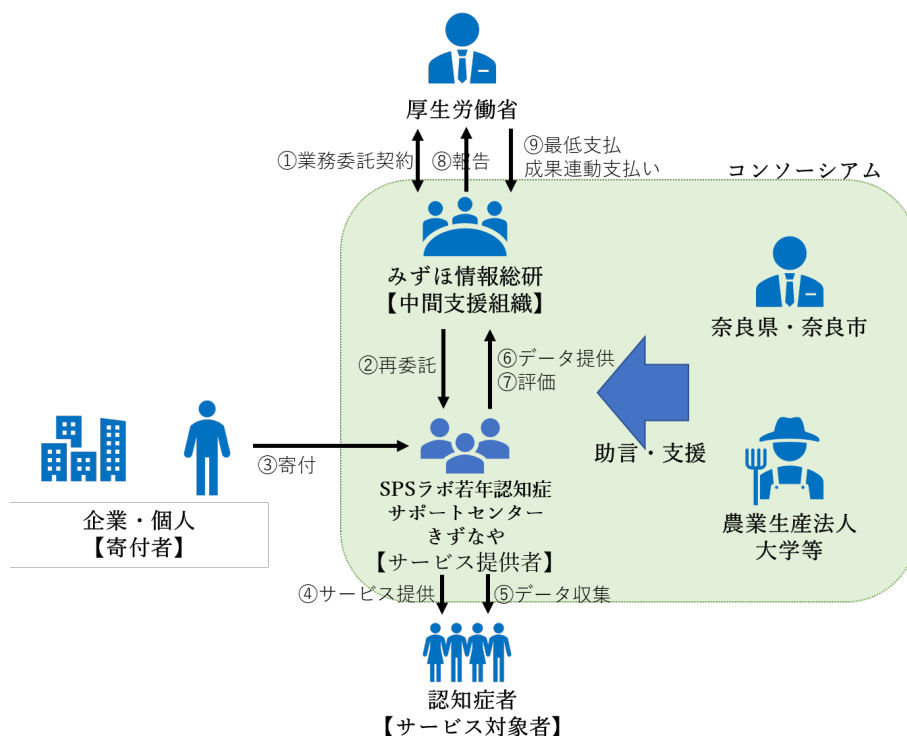 厚生労働省
①業務委託契約
⑧報告
⑨最低支払
成果連動支払い
コンソーシアム
みずほ情報総研
【中間支援組織】
奈良県・奈良市
②再委託
⑥データ提供
⑦評価
助言・支援
③寄付
企業・個人
【寄付者】
SPSラボ若年認知症
サポートセンター
きずなや
【サービス提供者】
農業生産法人
大学等
④サービス提供
⑤データ収集
認知症者
【サービス対象者】